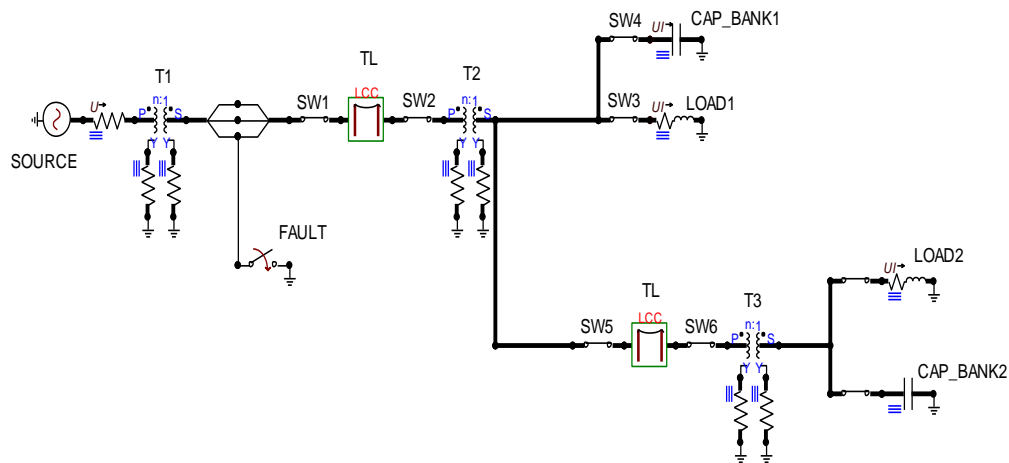 SW4
UI
CAP_BANK1
TL
T1
T2
LCC
n:1
P
S
U
SW1
SW2
n:1
P
S
SW3
UI
LOAD1
SOURCE
Y Y
Y Y
FAULT
UI
LOAD2
TL
T3
LCC
SW5
SW6
n:1
P
S
Y Y
CAP_BANK2